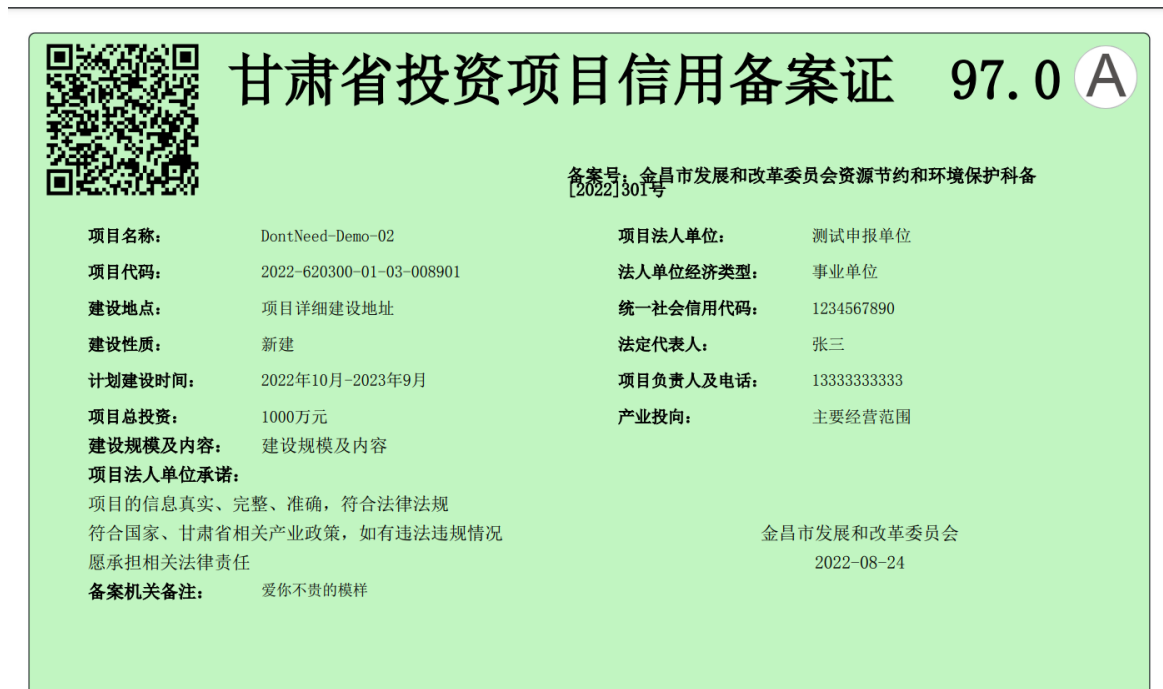 甘肃省投资项目信用备案证 97.0 A
备案号：金昌市发展和改革委员会资源节约和环境保护科备
[2022]301号
项目名称： DontNeed-Demo-02 项目法人单位： 测试申报单位
项目代码： 2022-620300-01-03-008901 法人单位经济类型： 事业单位
建设地点： 项目详细建设地址 统一社会信用代码： 1234567890
建设性质： 新建 法定代表人： 张三
计划建设时间： 2022年10月-2023年9月 项目负责人及电话： 13333333333
项目总投资： 1000万元 产业投向： 主要经营范围
建设规模及内容： 建设规模及内容
项目法人单位承诺：
项目的信息真实、完整、准确，符合法律法规
符合国家、甘肃省相关产业政策，如有违法违规情况 金昌市发展和改革委员会
愿承担相关法律责任 2022-08-24
备案机关备注： 爱你不贵的模样